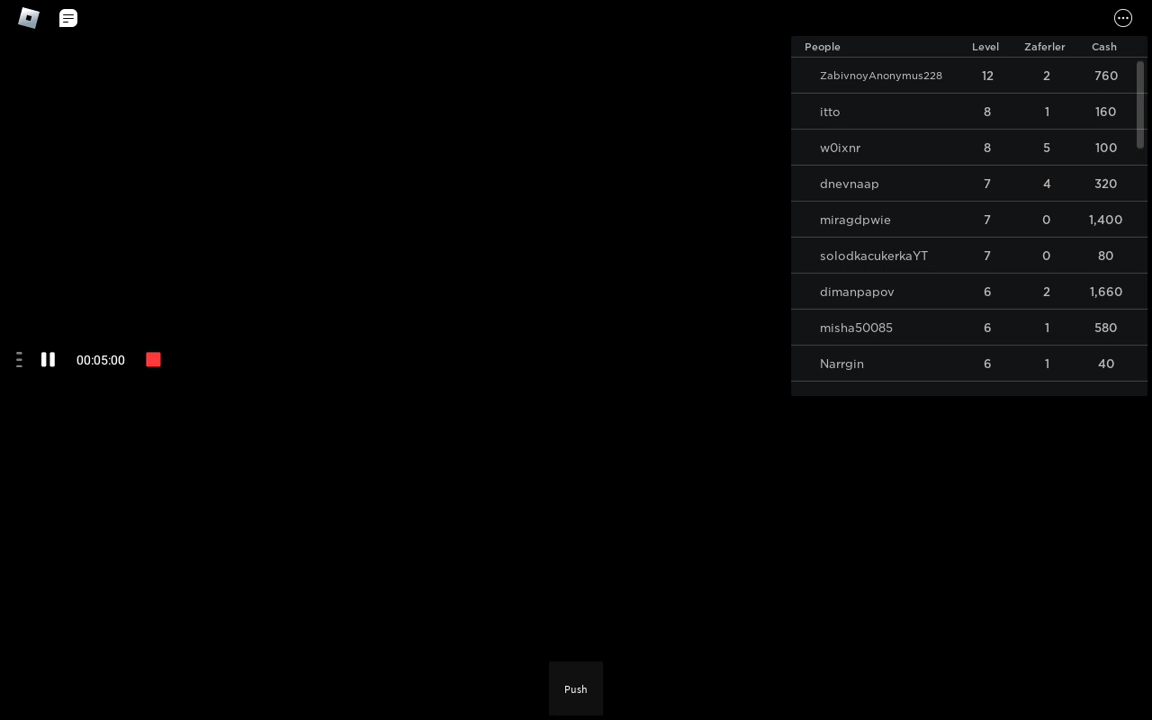 People Level Zaferler Cash
ZabivnoyAnonymus228 12 2 760
itto 8 1 160
w0ixnr 8 5 100
dnevnaap 7 4 320
miragdpwie 7 0 1,400
solodkacukerkaYT 7 0 80
dimanpapov 6 2 1,660
misha50085 6 1 580
00:05:00
Narrgin 6 1 40
Push